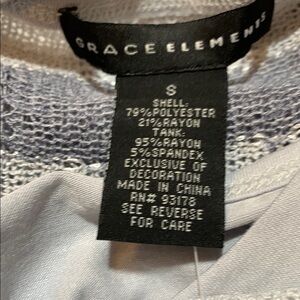 GRACE ELEMENTS
S
SHELL:
79%POLYESTER
21%RAYON
TANK:
95%RAYON
5%SPANDEX
EXCLUSIVE OF
DECORATION
MADE IN CHINA
RN# 93178
SEE REVERSE
FOR CARE